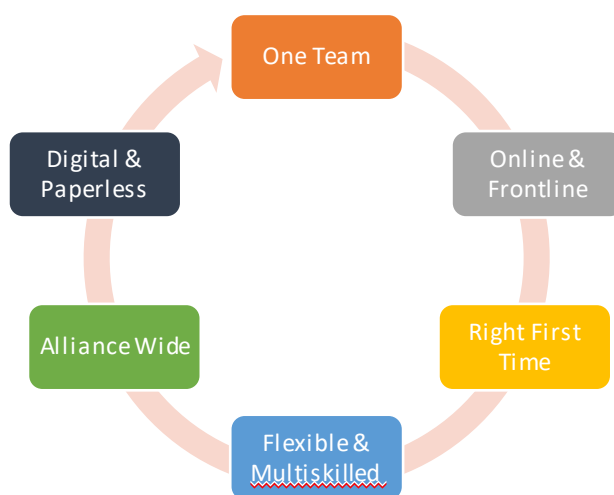 One Team
Online &
Frontline
Right First
Time
Flexible &
Multiskilled
Alliance Wide
Digital &
Paperless